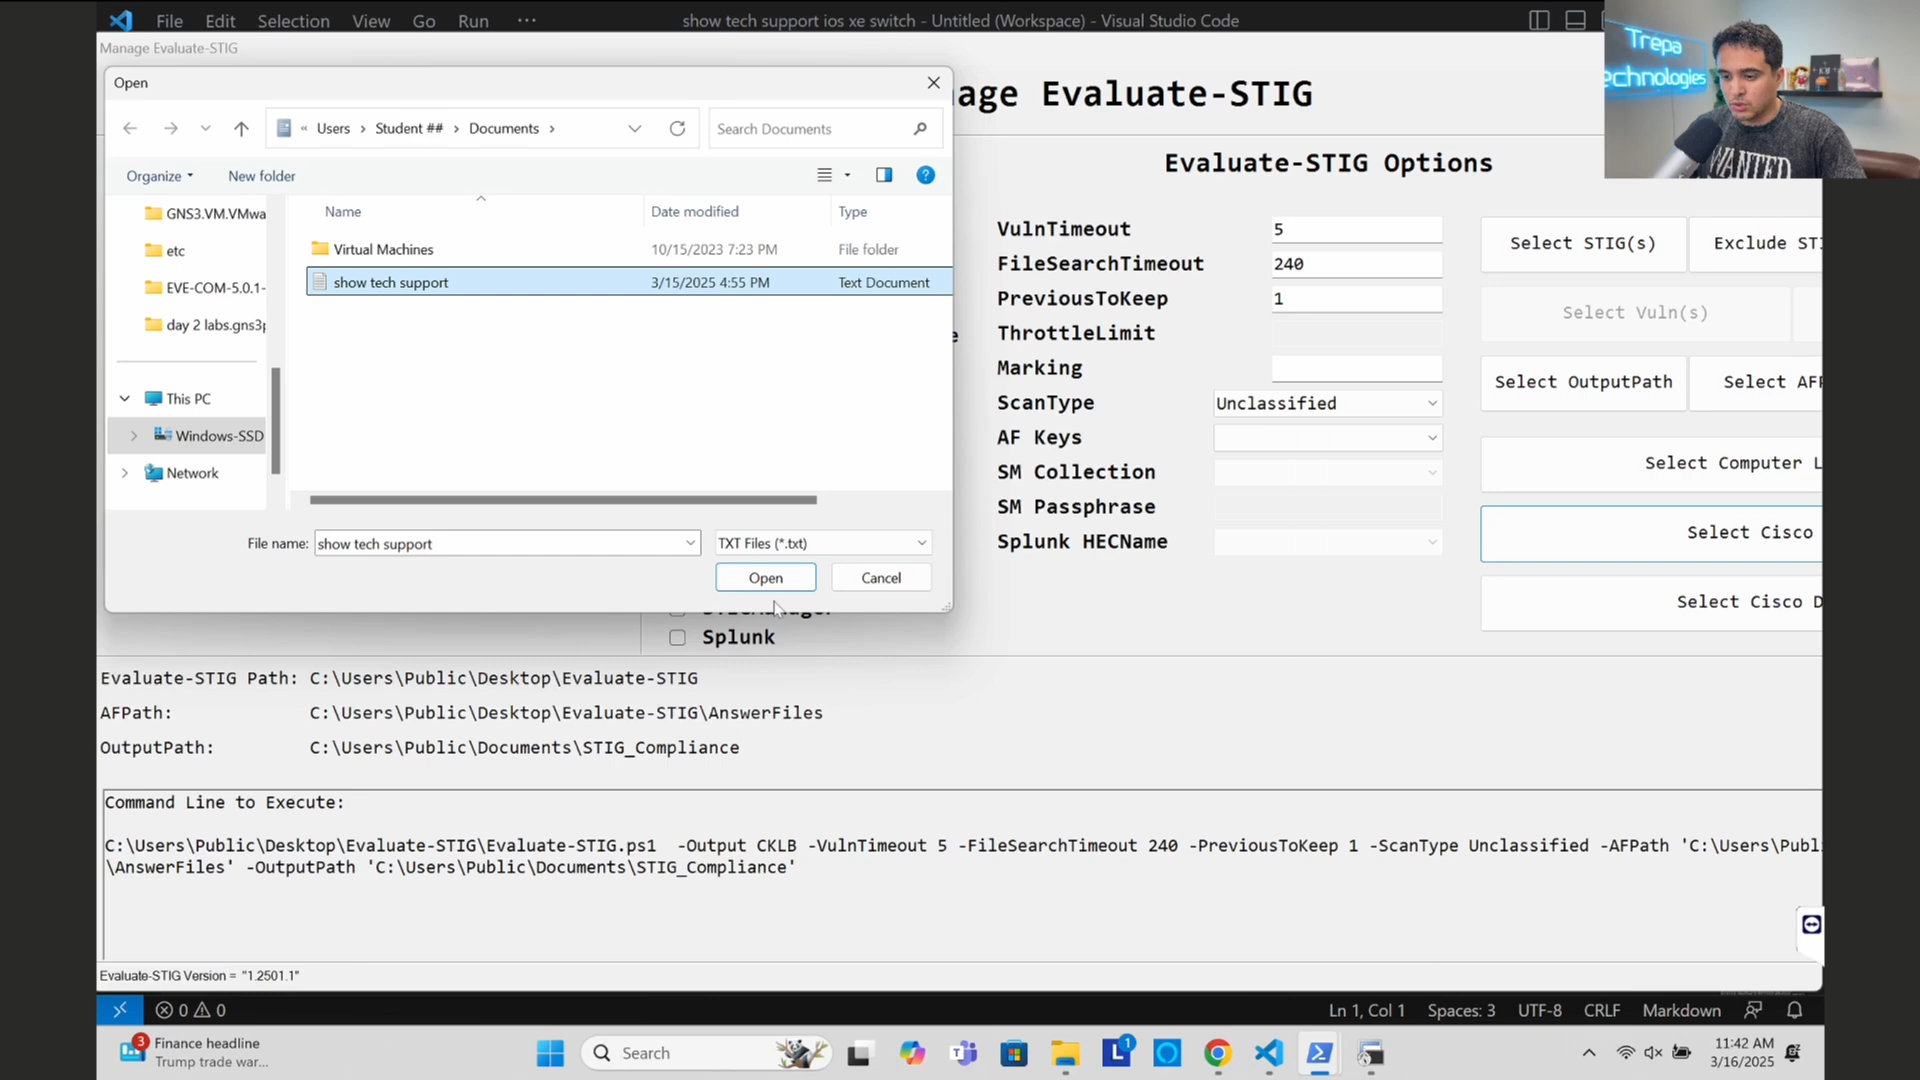 File Edit Selection View Go Run ···
show tech support ios xe switch - Untitled (Workspace) - Visual Studio Code
Trepa
echnologies
WANTED
Manage Evaluate-STIG
age Evaluate-STIG
Open
« Users › Student ## › Documents ›
Search Documents
Organize
New folder
GNS3.VM.VMwa
etc
EVE-COM-5.0.1-
day 2 labs.gns3p
This PC
Windows-SSD
Network
Name Date modified Type
Virtual Machines 10/15/2023 7:23 PM File folder
show tech support 3/15/2025 4:55 PM Text Document
File name: show tech support
TXT Files (*.txt)
Open Cancel
Splunk
Evaluate-STIG Options
VulnTimeout 5
FileSearchTimeout 240
PreviousToKeep 1
ThrottleLimit
Marking
ScanType Unclassified
AF Keys
SM Collection
SM Passphrase
Splunk HECName
Select STIG(s) Exclude STI
Select Vuln(s)
Select OutputPath Select AFP
Select Computer L
Select Cisco
Select Cisco D
Evaluate-STIG Path: C:\Users\Public\Desktop\Evaluate-STIG
AFPath: C:\Users\Public\Desktop\Evaluate-STIG\AnswerFiles
OutputPath: C:\Users\Public\Documents\STIG_Compliance
Command Line to Execute:
C:\Users\Public\Desktop\Evaluate-STIG\Evaluate-STIG.ps1 -Output CKLB -VulnTimeout 5 -FileSearchTimeout 240 -PreviousToKeep 1 -ScanType Unclassified -AFPath 'C:\Users\Publ
\AnswerFiles' -OutputPath 'C:\Users\Public\Documents\STIG_Compliance'
Evaluate-STIG Version = "1.2501.1"
0 0
Ln 1, Col 1 Spaces: 3 UTF-8 CRLF Markdown
3
Finance headline
Trump trade war...
Search
1
11:42 AM
3/16/2025